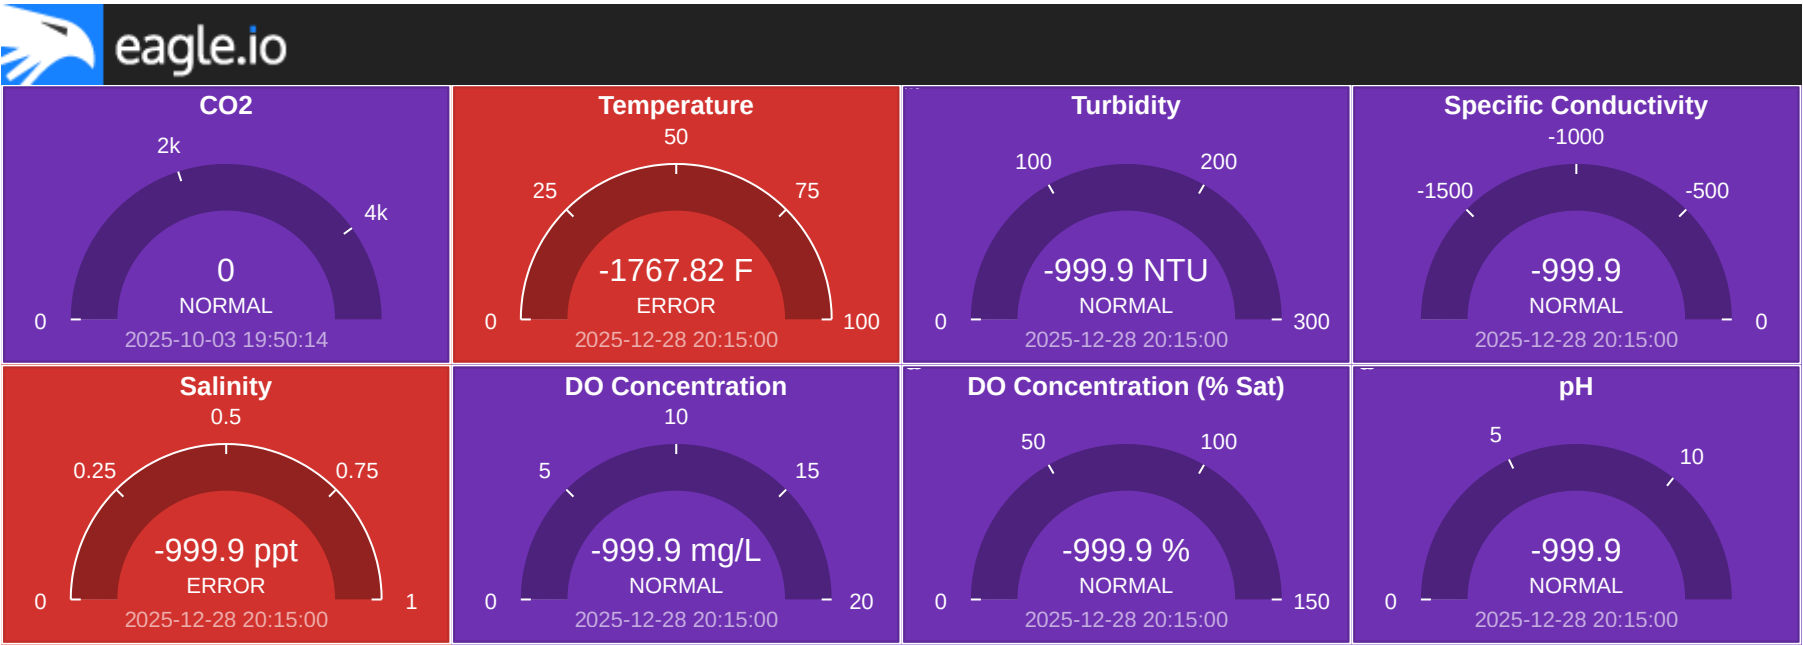 eagle.io
CO2
2k
4k
0
NORMAL
0
2025-10-03 19:50:14
Temperature
50
25
75
-1767.82 F
ERROR
0
100
2025-12-28 20:15:00
Turbidity
100
200
-999.9 NTU
NORMAL
0
300
2025-12-28 20:15:00
Specific Conductivity
-1000
-1500
-500
-999.9
NORMAL
0
2025-12-28 20:15:00
Salinity
0.5
0.25
0.75
-999.9 ppt
ERROR
0
1
2025-12-28 20:15:00
DO Concentration
10
5
15
-999.9 mg/L
NORMAL
0
20
2025-12-28 20:15:00
DO Concentration (% Sat)
50
100
-999.9 %
NORMAL
0
150
2025-12-28 20:15:00
pH
5
10
-999.9
NORMAL
0
2025-12-28 20:15:00